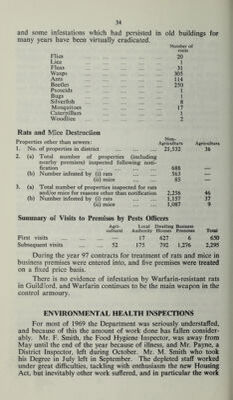 34
and some infestations which had persisted in old buildings for
many years have been virtually eradicated.
Number of
visits
Flies ... 20
Lice ... 1
Fleas ... 31
Wasps ... 305
Ants ... 114
Beetles ... 250
Psocids ... 1
Bugs ... 1
Silverfish ... 8
Mosquitoes ... 17
Caterpillars ... 1
Woodlice ... 2
Rats and Mice Destruction
Properties other than sewers: Non-Agriculture Agriculture
1. No. of properties in district ... 21,532 38
2. (a) Total number of properties (including
nearby premises) inspected following noti-
fication ... 688 —
(b) Number infested by (i) rats 563 —
(ii) mice 85 —
3. (a) Total number of properties inspected for rats
and/or mice for reasons other than notification 2,256 46
(b) Number infested by (i) rats 1,157 37
(ii) mice 1,087 9
Summary of Visits to Premises by Pests Officers
Agri- Local Dwelling Business
cultural Authority Houses Premises Total
First visits ... — 17 627 6 650
Subsequent visits ... 52 175 792 1,276 2,295
During the year 97 contracts for treatment of rats and mice in
business premises were entered into, and five premises were treated
on a fixed price basis.
There is no evidence of infestation by Warfarin-resistant rats
in Guildford, and Warfarin continues to be the main weapon in the
control armoury.
ENVIRONMENTAL HEALTH INSPECTIONS
For most of 1969 the Department was seriously understaffed,
and because of this the amount of work done has fallen consider-
ably. Mr. F. Smith, the Food Hygiene Inspector, was away from
May until the end of the year because of illness, and Mr. Payne, a
District Inspector, left during October. Mr. M. Smith who took
his Degree in July left in September. The depleted staff worked
under great difficulties, tackling with enthusiasm the new Housing
Act, but inevitably other work suffered, and in particular the work